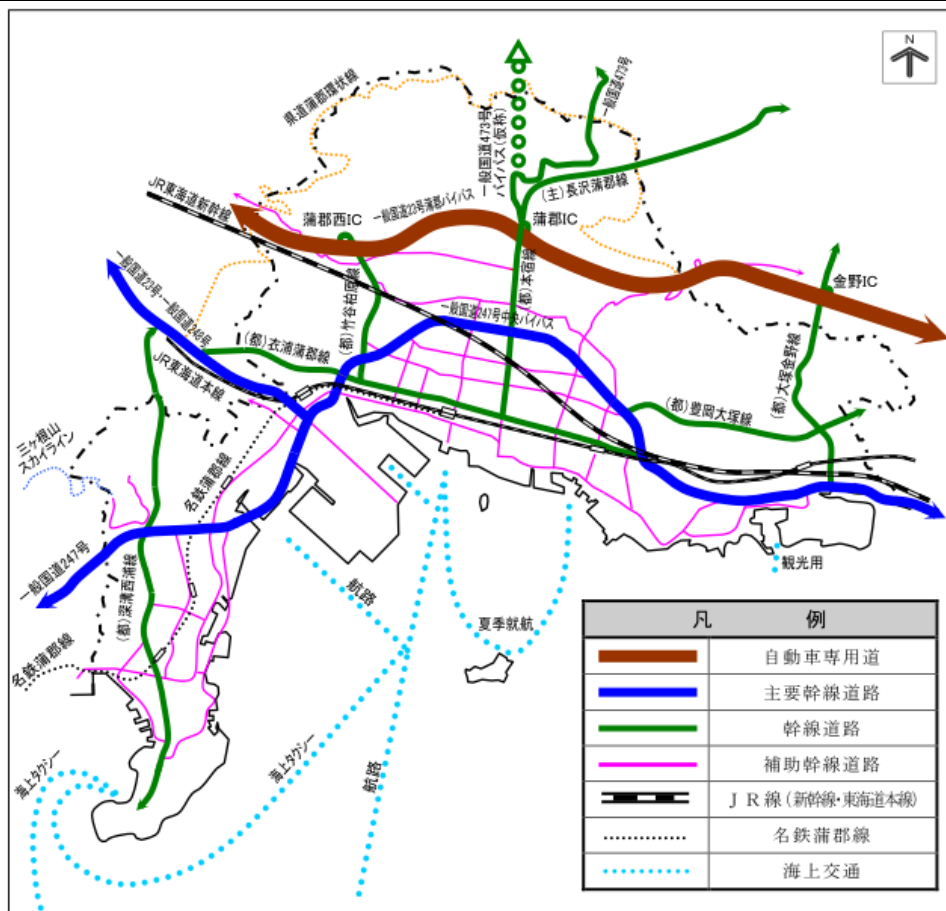 N
県道蒲郡環状線
一般国道473号
バイパス(仮称)
一般国道473号
(主)長沢蒲郡線
JR東海道新幹線
一般国道23号蒲郡バイパス
蒲郡西IC
蒲郡IC
金野IC
一般国道23号・一般国道248号
(都)竹谷柏原線
(都)本宿線
一般国道247号中央バイパス
(都)衣浦蒲郡線
JR東海道本線
(都)大塚金野線
(都)豊岡大塚線
三ヶ根山
スカイライン
名鉄蒲郡線
一般国道247号
(都)深溝西浦線
航路
夏季就航
観光用
名鉄蒲郡線
海上タクシー
海上タクシー
航路
凡 例
自動車専用道
主要幹線道路
幹線道路
補助幹線道路
JR線(新幹線・東海道本線)
名鉄蒲郡線
海上交通